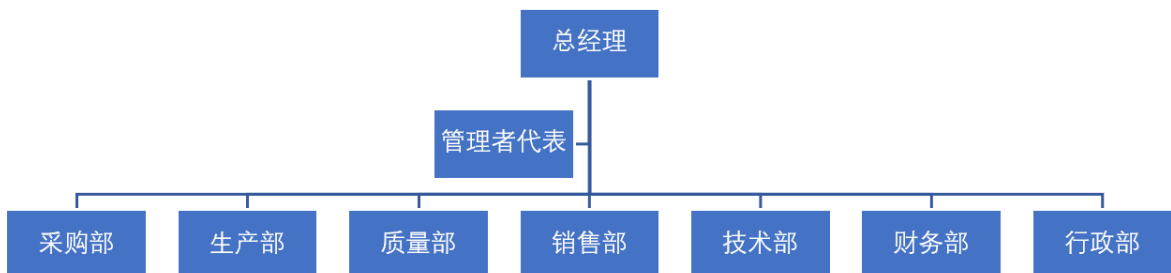 总经理
管理者代表
采购部
生产部
质量部
销售部
技术部
财务部
行政部